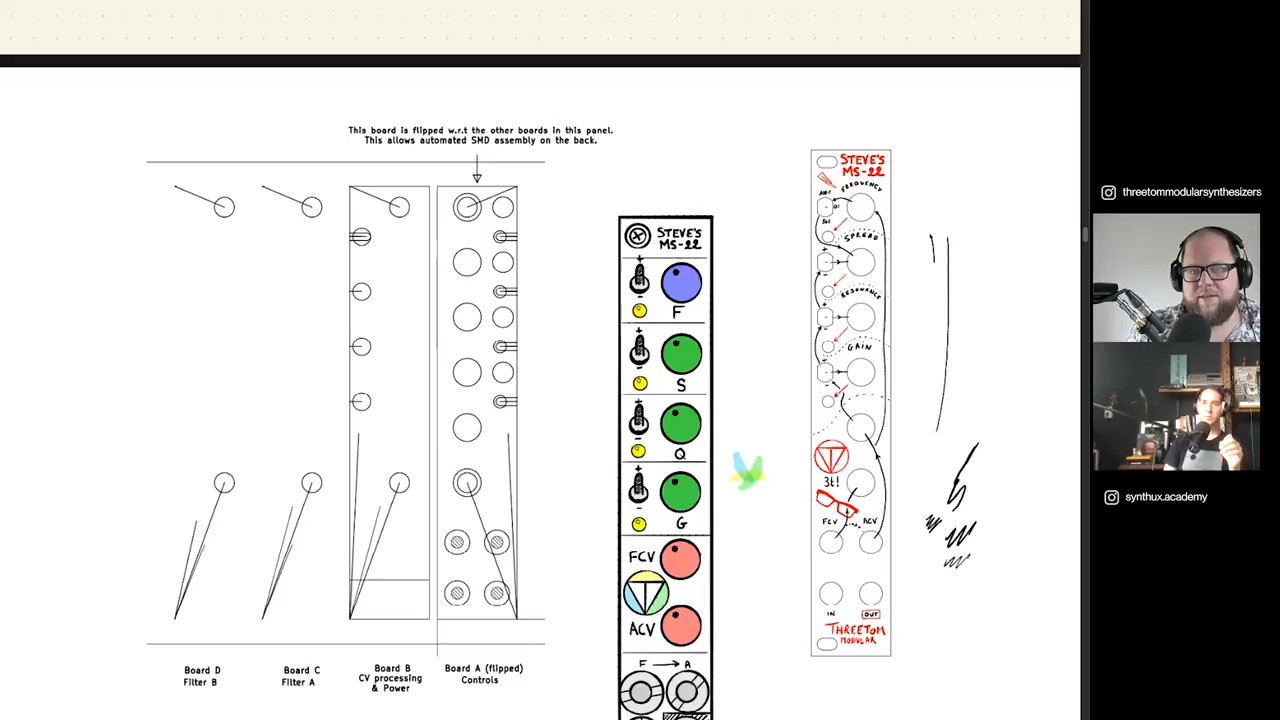 This board is flipped w.r.t the other boards in this panel.
This allows automated SMD assembly on the back.
Board D
Filter B
Board C
Filter A
Board B
CV processing
& Power
Board A (flipped)
Controls
STEVE'S
MS-22
+
-
F
+
-
S
+
-
Q
+
-
G
FCV
ACV
F → A
STEVE'S
MS-22
FREQUENCY
SPREAD
RESONANCE
GAIN
3t!
FCV
ACV
IN
OUT
THREETOM
MODULAR
threetommodularsynthesizers
synthux.academy